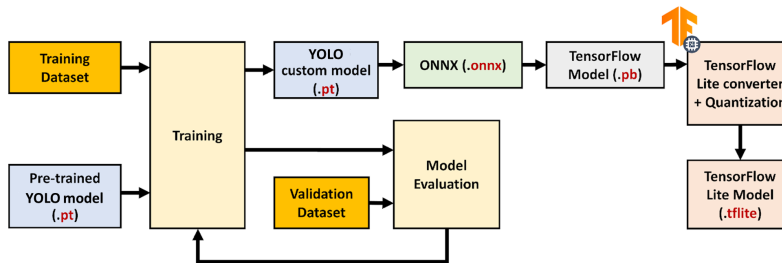 Training
Dataset
Pre-trained
YOLO model
(.pt)
Training
YOLO
custom model
(.pt)
ONNX (.onnx)
TensorFlow
Model (.pb)
TensorFlow
Lite converter
+ Quantization
TensorFlow
Lite Model
(.tflite)
Validation
Dataset
Model
Evaluation